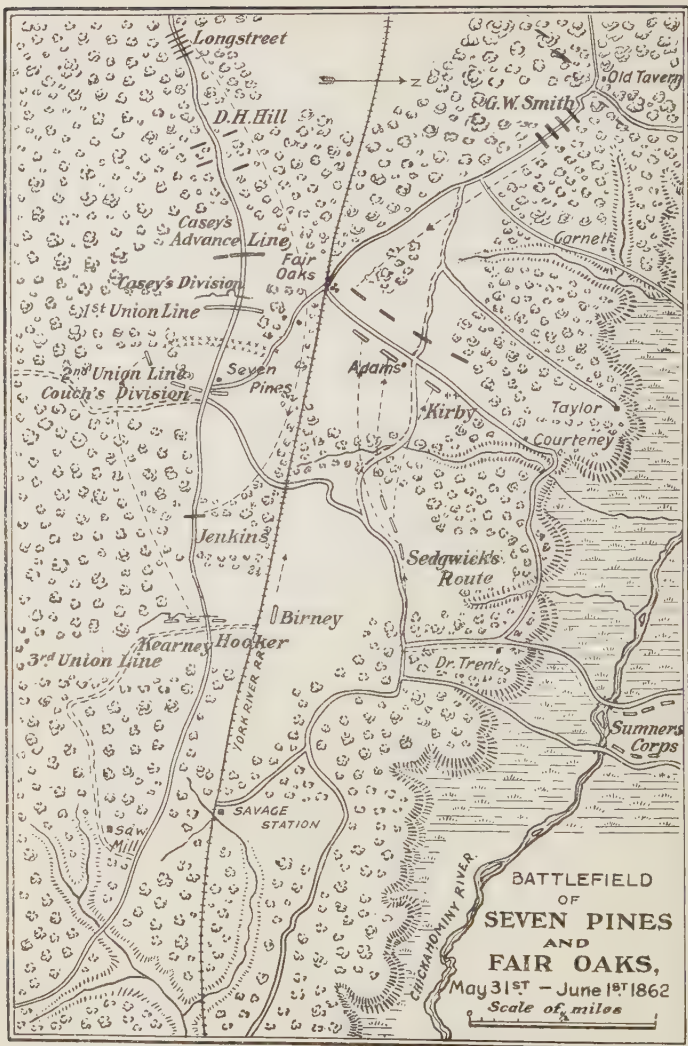 Longstreet
Old Tavern
N
G.W. Smith
D.H. Hill
Casey's
Advance Line
Fair
Oaks
Garnett
Casey's Division
1st Union Line
2nd Union Line
Couch's Division
Seven
Pines
Adams
Kirby
Taylor
Courteney
Jenkins
Sedgwick's
Route
Birney
Kearney Hooker
3rd Union Line
Dr. Trent
YORK RIVER RR.
Sumners
Corps
SAVAGE
STATION
Saw
Mill
CHICKAHOMINY RIVER.
BATTLEFIELD
OF
SEVEN PINES
AND
FAIR OAKS,
May 31ST – June 1ST 1862
Scale of miles